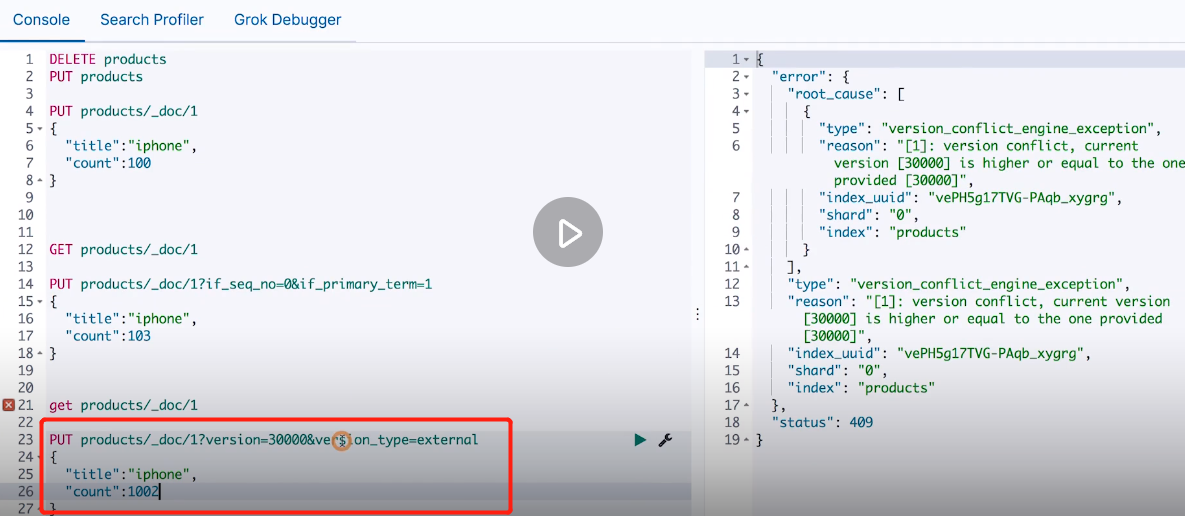 Console Search Profiler Grok Debugger
1 DELETE products
2 PUT products
3
4 PUT products/_doc/1
5 {
6 "title":"iphone",
7 "count":100
8 }
9
10
11
12 GET products/_doc/1
13
14 PUT products/_doc/1?if_seq_no=0&if_primary_term=1
15 {
16 "title":"iphone",
17 "count":103
18 }
19
20
21 get products/_doc/1
22
23 PUT products/_doc/1?version=30000&version_type=external
24 {
25 "title":"iphone",
26 "count":1002
27 }
1 {
2 "error": {
3 "root_cause": [
4 {
5 "type": "version_conflict_engine_exception",
6 "reason": "[1]: version conflict, current
version [30000] is higher or equal to the one
provided [30000]",
7 "index_uuid": "vePH5g17TVG-PAqb_xygrg",
8 "shard": "0",
9 "index": "products"
10 }
11 ],
12 "type": "version_conflict_engine_exception",
13 "reason": "[1]: version conflict, current version
[30000] is higher or equal to the one provided
[30000]",
14 "index_uuid": "vePH5g17TVG-PAqb_xygrg",
15 "shard": "0",
16 "index": "products"
17 },
18 "status": 409
19 }